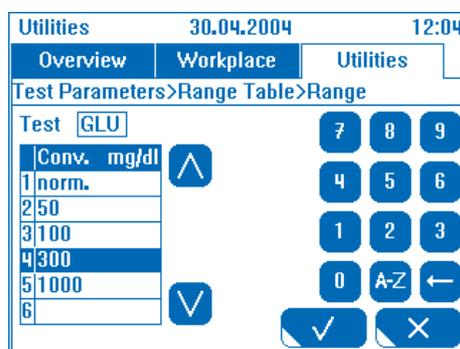 Utilities 30.04.2004 12:04
Overview Workplace Utilities
Test Parameters>Range Table>Range
Test GLU
Conv. mg/dl
1 norm.
2 50
3 100
4 300
5 1000
6
7 8 9
4 5 6
1 2 3
0 A-Z ←